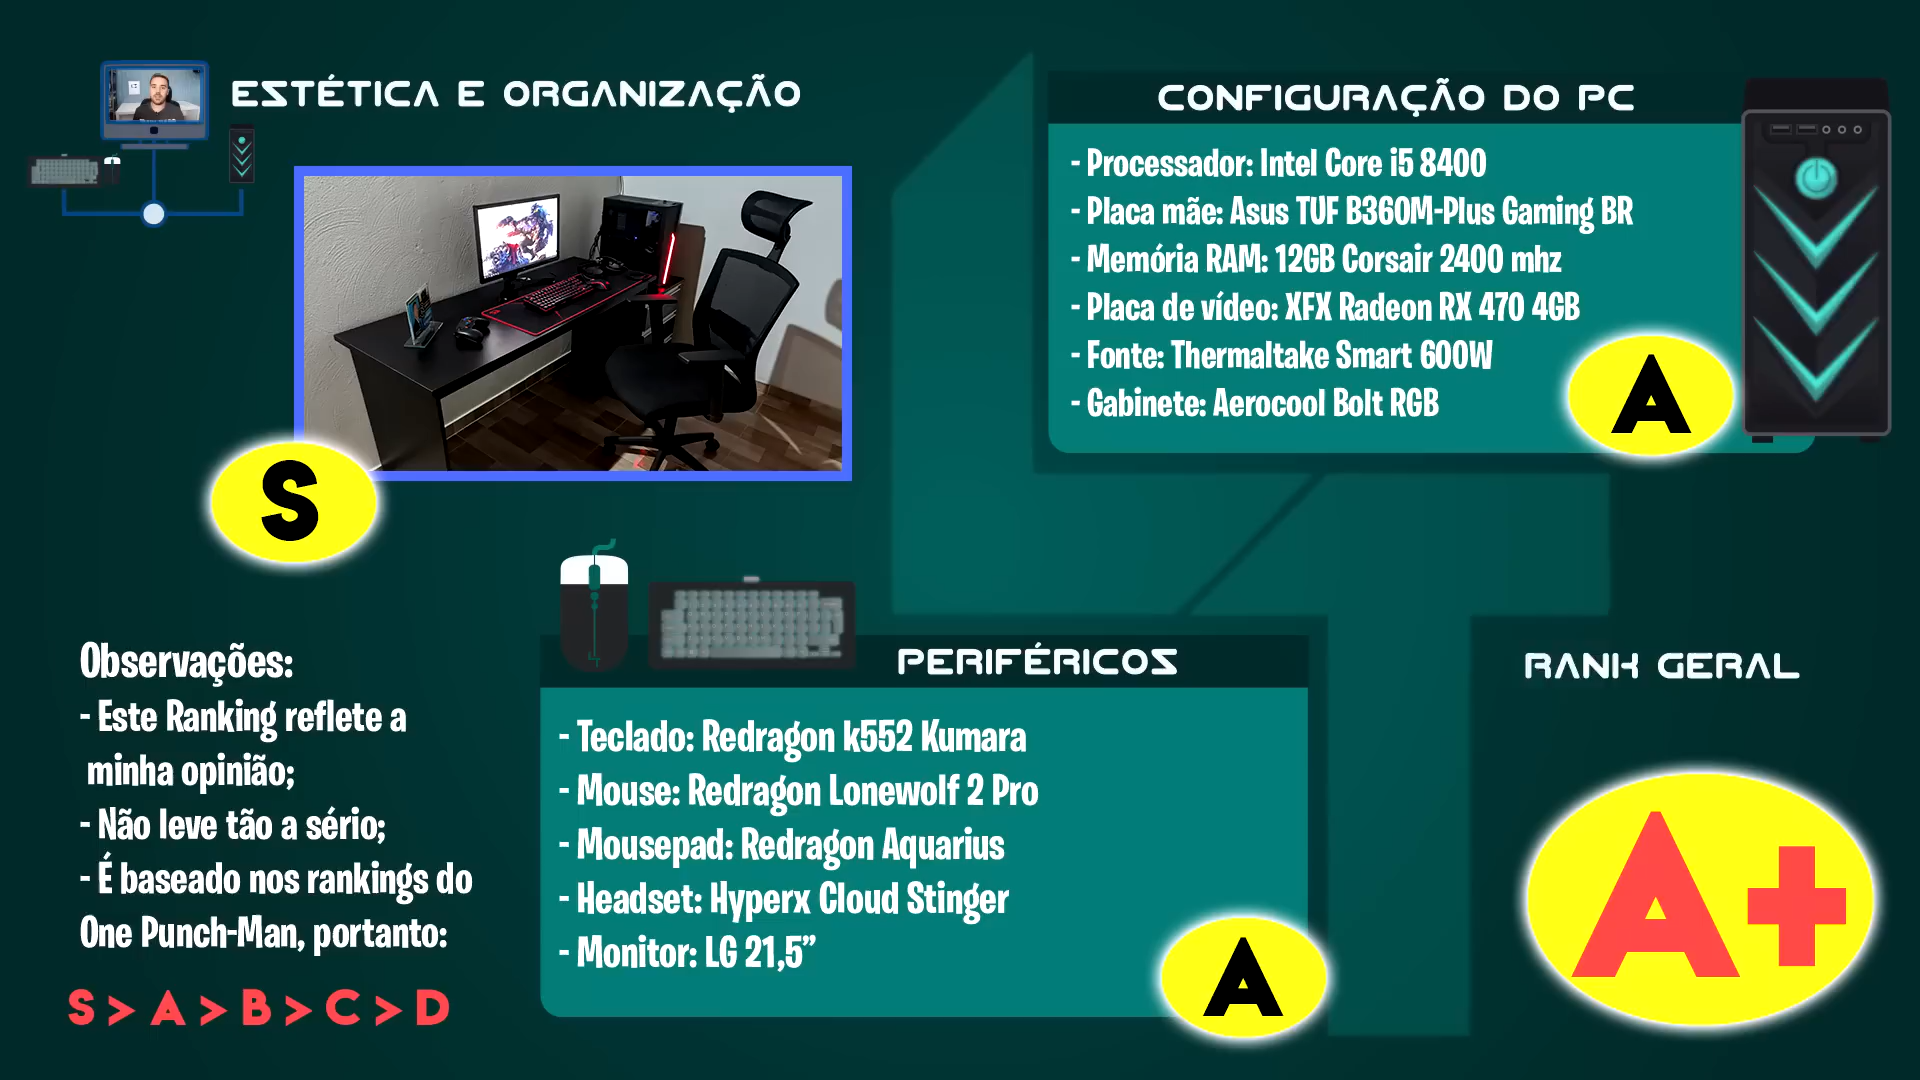 ESTÉTICA E ORGANIZAÇÃO
S
CONFIGURAÇÃO DO PC
- Processador: Intel Core i5 8400
- Placa mãe: Asus TUF B360M-Plus Gaming BR
- Memória RAM: 12GB Corsair 2400 mhz
- Placa de vídeo: XFX Radeon RX 470 4GB
- Fonte: Thermaltake Smart 600W
- Gabinete: Aerocool Bolt RGB
A
Observações:
- Este Ranking reflete a
minha opinião;
- Não leve tão a sério;
- É baseado nos rankings do
One Punch-Man, portanto:
S > A > B > C > D
PERIFÉRICOS
- Teclado: Redragon k552 Kumara
- Mouse: Redragon Lonewolf 2 Pro
- Mousepad: Redragon Aquarius
- Headset: Hyperx Cloud Stinger
- Monitor: LG 21,5”
A
RANK GERAL
A+